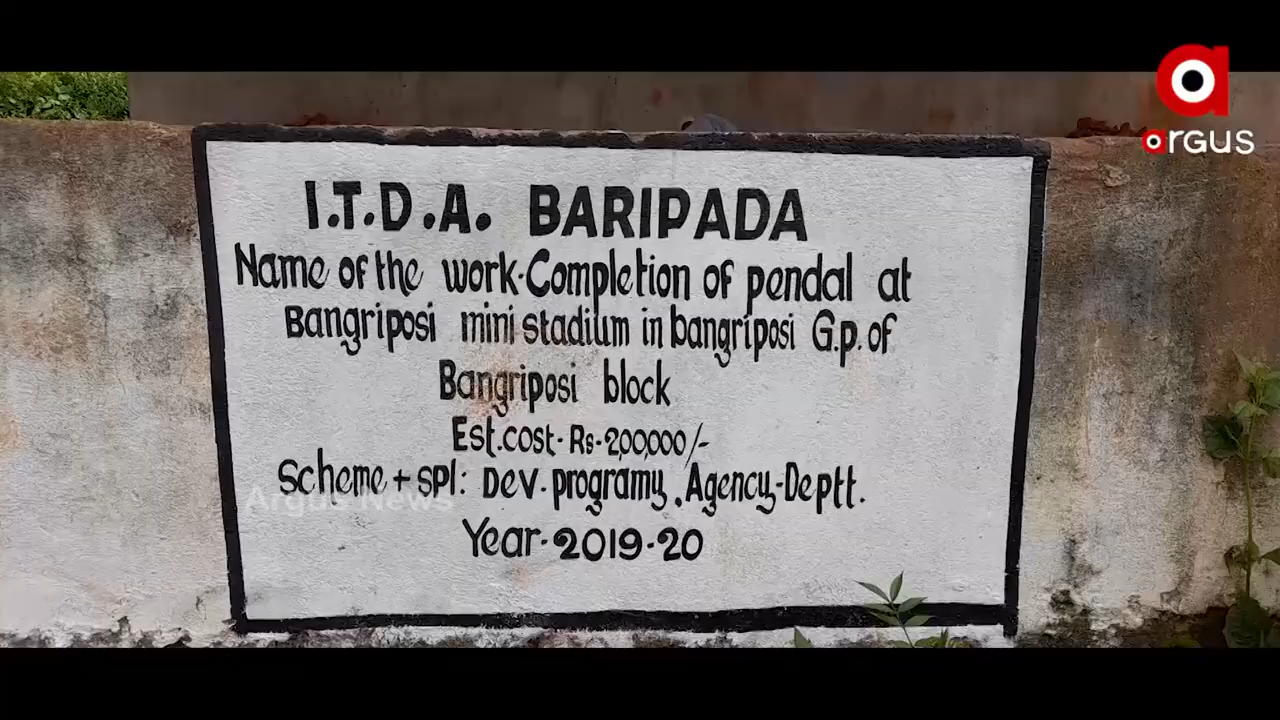 argus
I.T.D.A. BARIPADA
Name of the work-Completion of pendal at
Bangriposi mini stadium in bangriposi G.p. of
Bangriposi block
Est.cost- Rs-2,00,000/-
Scheme + spl: Dev. programy. Agency-Deptt.
Argus News
Year-2019-20